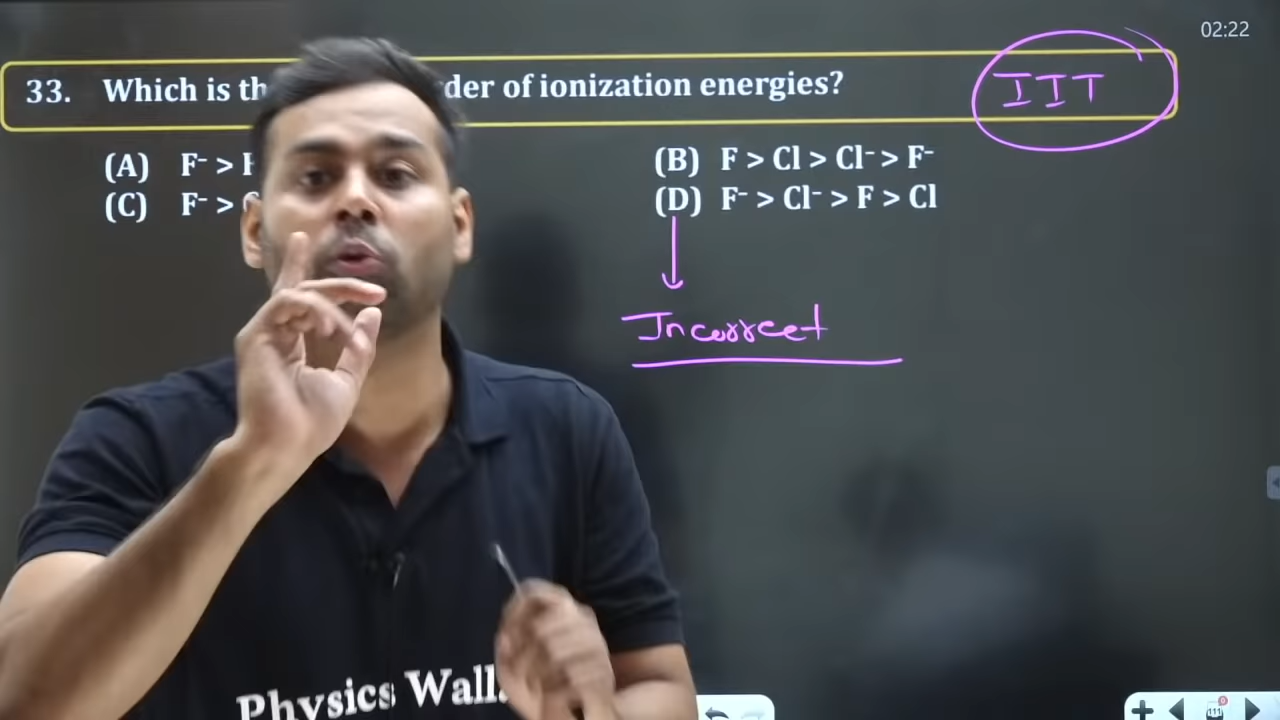 02:22
33. Which is th der of ionization energies? IIT
(A) F⁻ > F (B) F > Cl > Cl⁻ > F⁻
(C) F⁻ > (D) F⁻ > Cl⁻ > F > Cl
Incorrect
Physics Wall